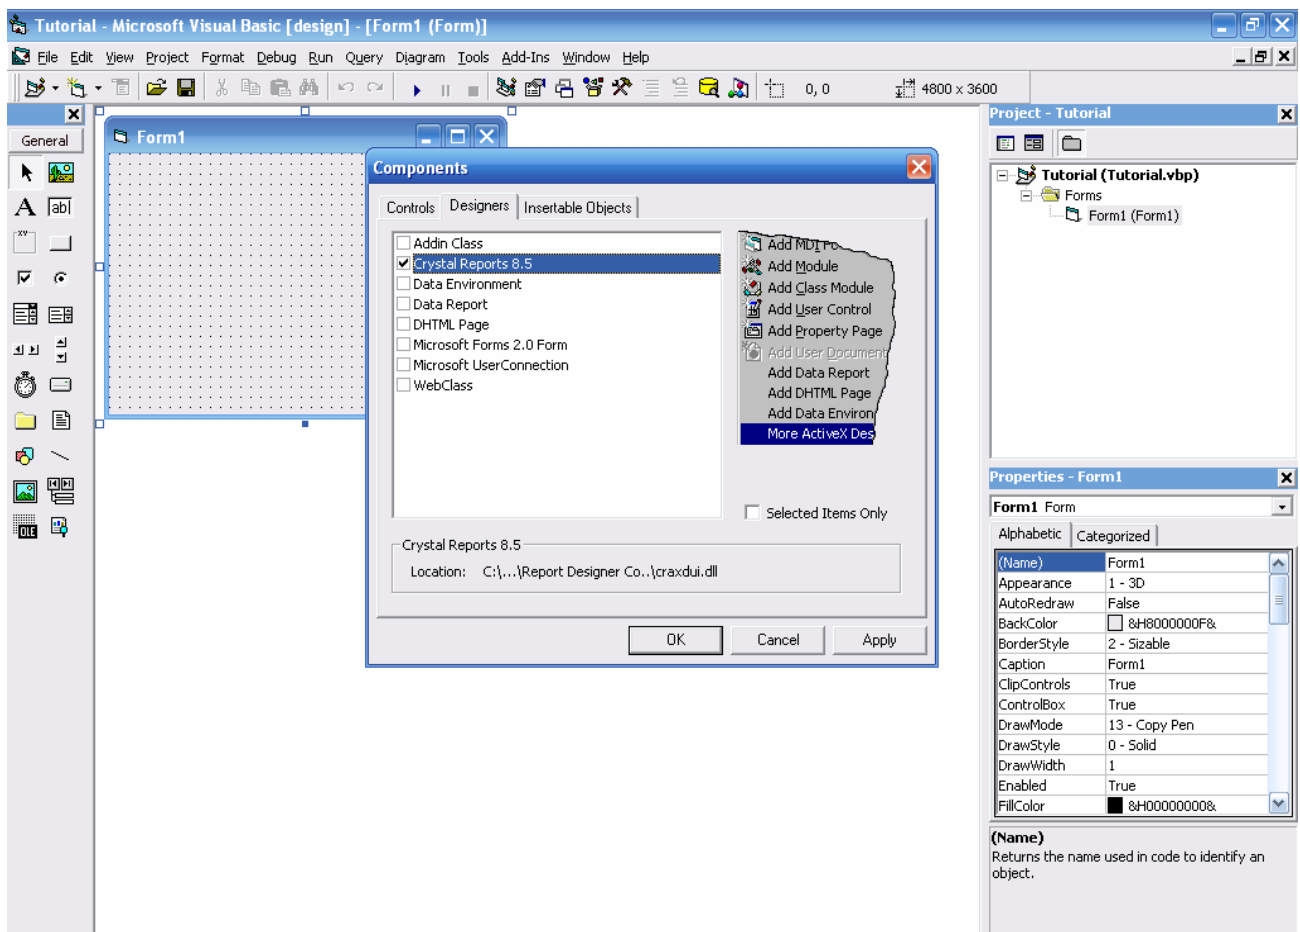 Tutorial - Microsoft Visual Basic [design] - [Form1 (Form)]
File Edit View Project Format Debug Run Query Diagram Tools Add-Ins Window Help
0, 0 4800 x 3600
General
A ab|
XY
OLE
Form1
Components
Controls Designers Insertable Objects
Addin Class
Crystal Reports 8.5
Data Environment
Data Report
DHTML Page
Microsoft Forms 2.0 Form
Microsoft UserConnection
WebClass
Add MDI Fo
Add Module
Add Class Module
Add User Control
Add Property Page
Add User Document
Add Data Report
Add DHTML Page
Add Data Environ
More ActiveX Des
Selected Items Only
Crystal Reports 8.5
Location: C:\...\Report Designer Co..\craxdui.dll
OK Cancel Apply
Project - Tutorial
Tutorial (Tutorial.vbp)
Forms
Form1 (Form1)
Properties - Form1
Form1 Form
Alphabetic Categorized
(Name) Form1
Appearance 1 - 3D
AutoRedraw False
BackColor &H8000000F&
BorderStyle 2 - Sizable
Caption Form1
ClipControls True
ControlBox True
DrawMode 13 - Copy Pen
DrawStyle 0 - Solid
DrawWidth 1
Enabled True
FillColor &H00000000&
(Name)
Returns the name used in code to identify an
object.